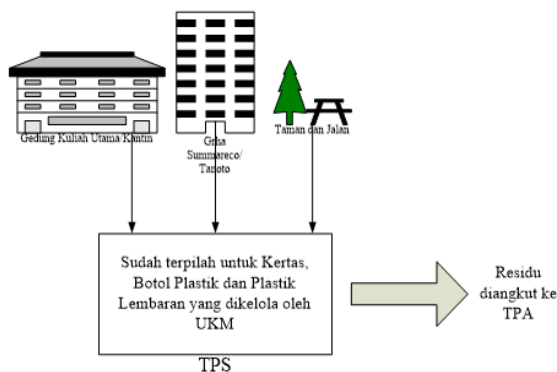 Gedung Kuliah Utama/Kantin
Grha
Summareco/
Tanoto
Taman dan Jalan
Sudah terpilah untuk Kertas,
Botol Plastik dan Plastik
Lembaran yang dikelola oleh
UKM
TPS
Residu
diangkut ke
TPA